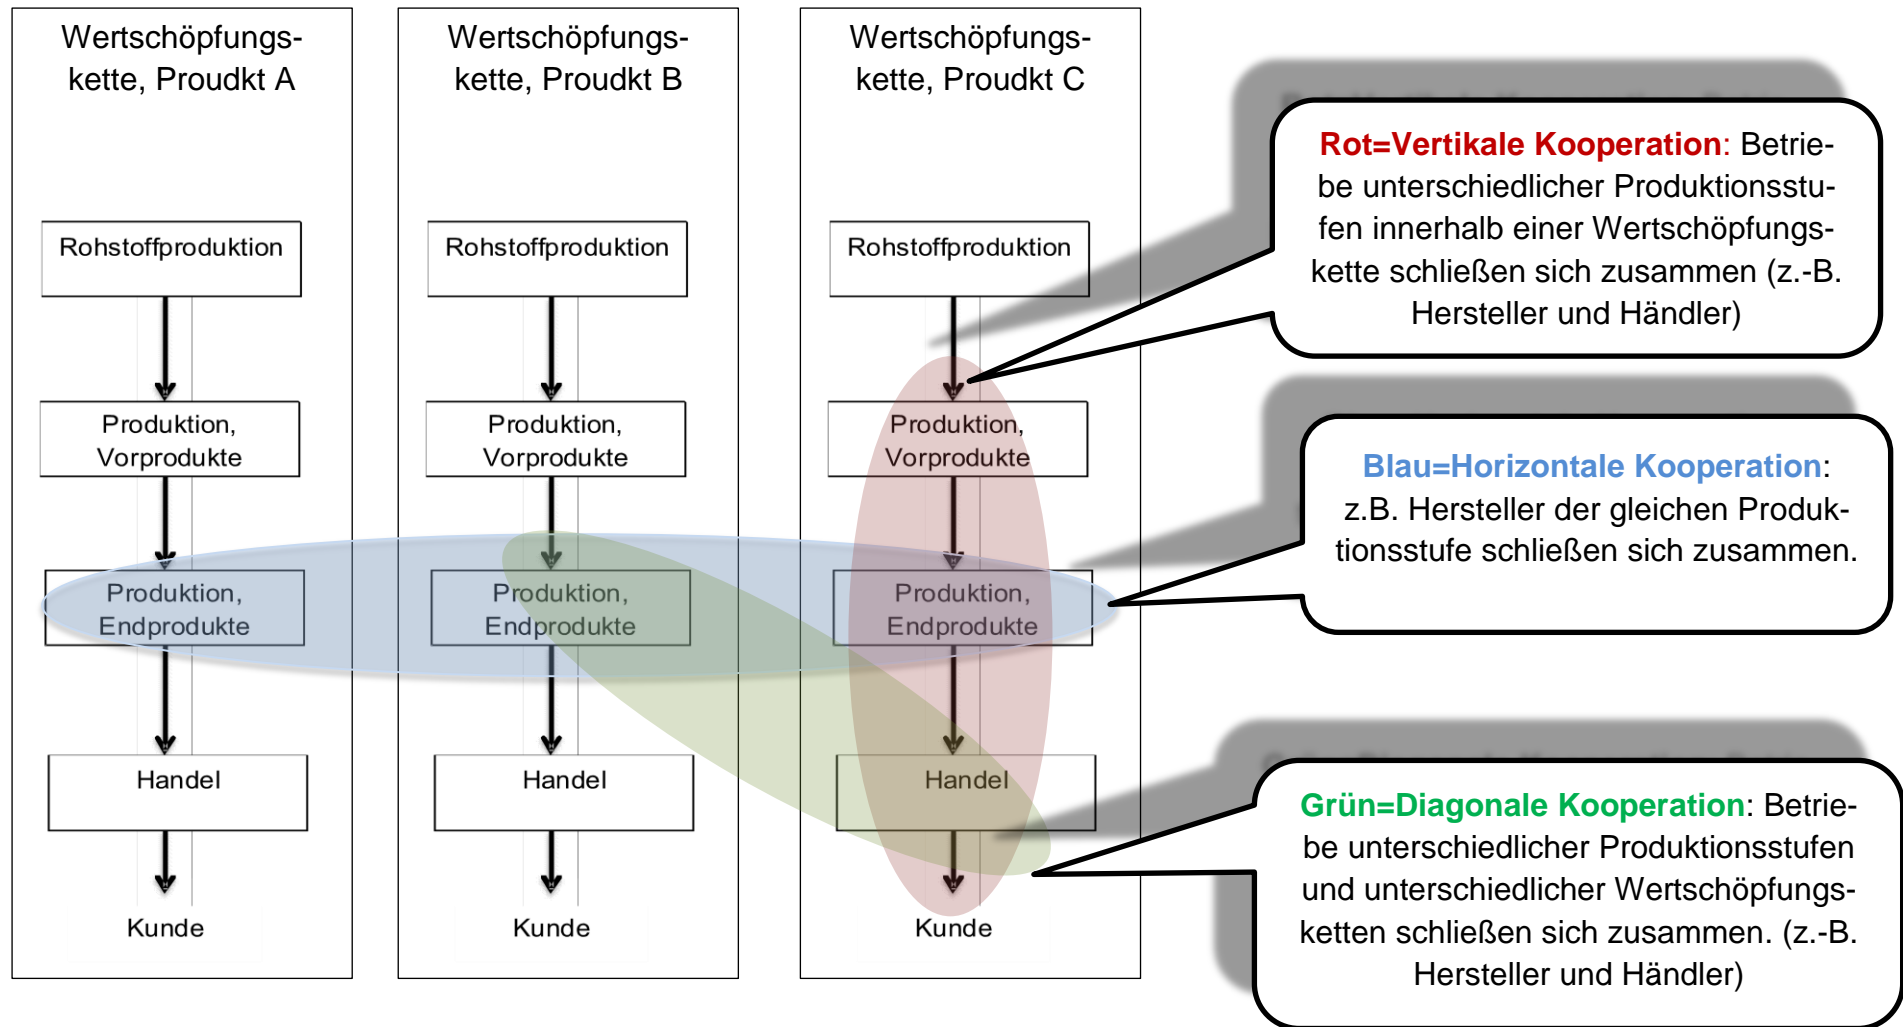 Wertschöpfungs-
kette, Proudkt A
Rohstoffproduktion
Produktion,
Vorprodukte
Produktion,
Endprodukte
Handel
Kunde
Wertschöpfungs-
kette, Proudkt B
Rohstoffproduktion
Produktion,
Vorprodukte
Produktion,
Endprodukte
Handel
Kunde
Wertschöpfungs-
kette, Proudkt C
Rohstoffproduktion
Produktion,
Vorprodukte
Produktion,
Endprodukte
Handel
Kunde
Rot=Vertikale Kooperation: Betrie-
be unterschiedlicher Produktionsstu-
fen innerhalb einer Wertschöpfungs-
kette schließen sich zusammen (z.-B.
Hersteller und Händler)
Blau=Horizontale Kooperation:
z.B. Hersteller der gleichen Produk-
tionsstufe schließen sich zusammen.
Grün=Diagonale Kooperation: Betrie-
be unterschiedlicher Produktionsstufen
und unterschiedlicher Wertschöpfungs-
ketten schließen sich zusammen. (z.-B.
Hersteller und Händler)